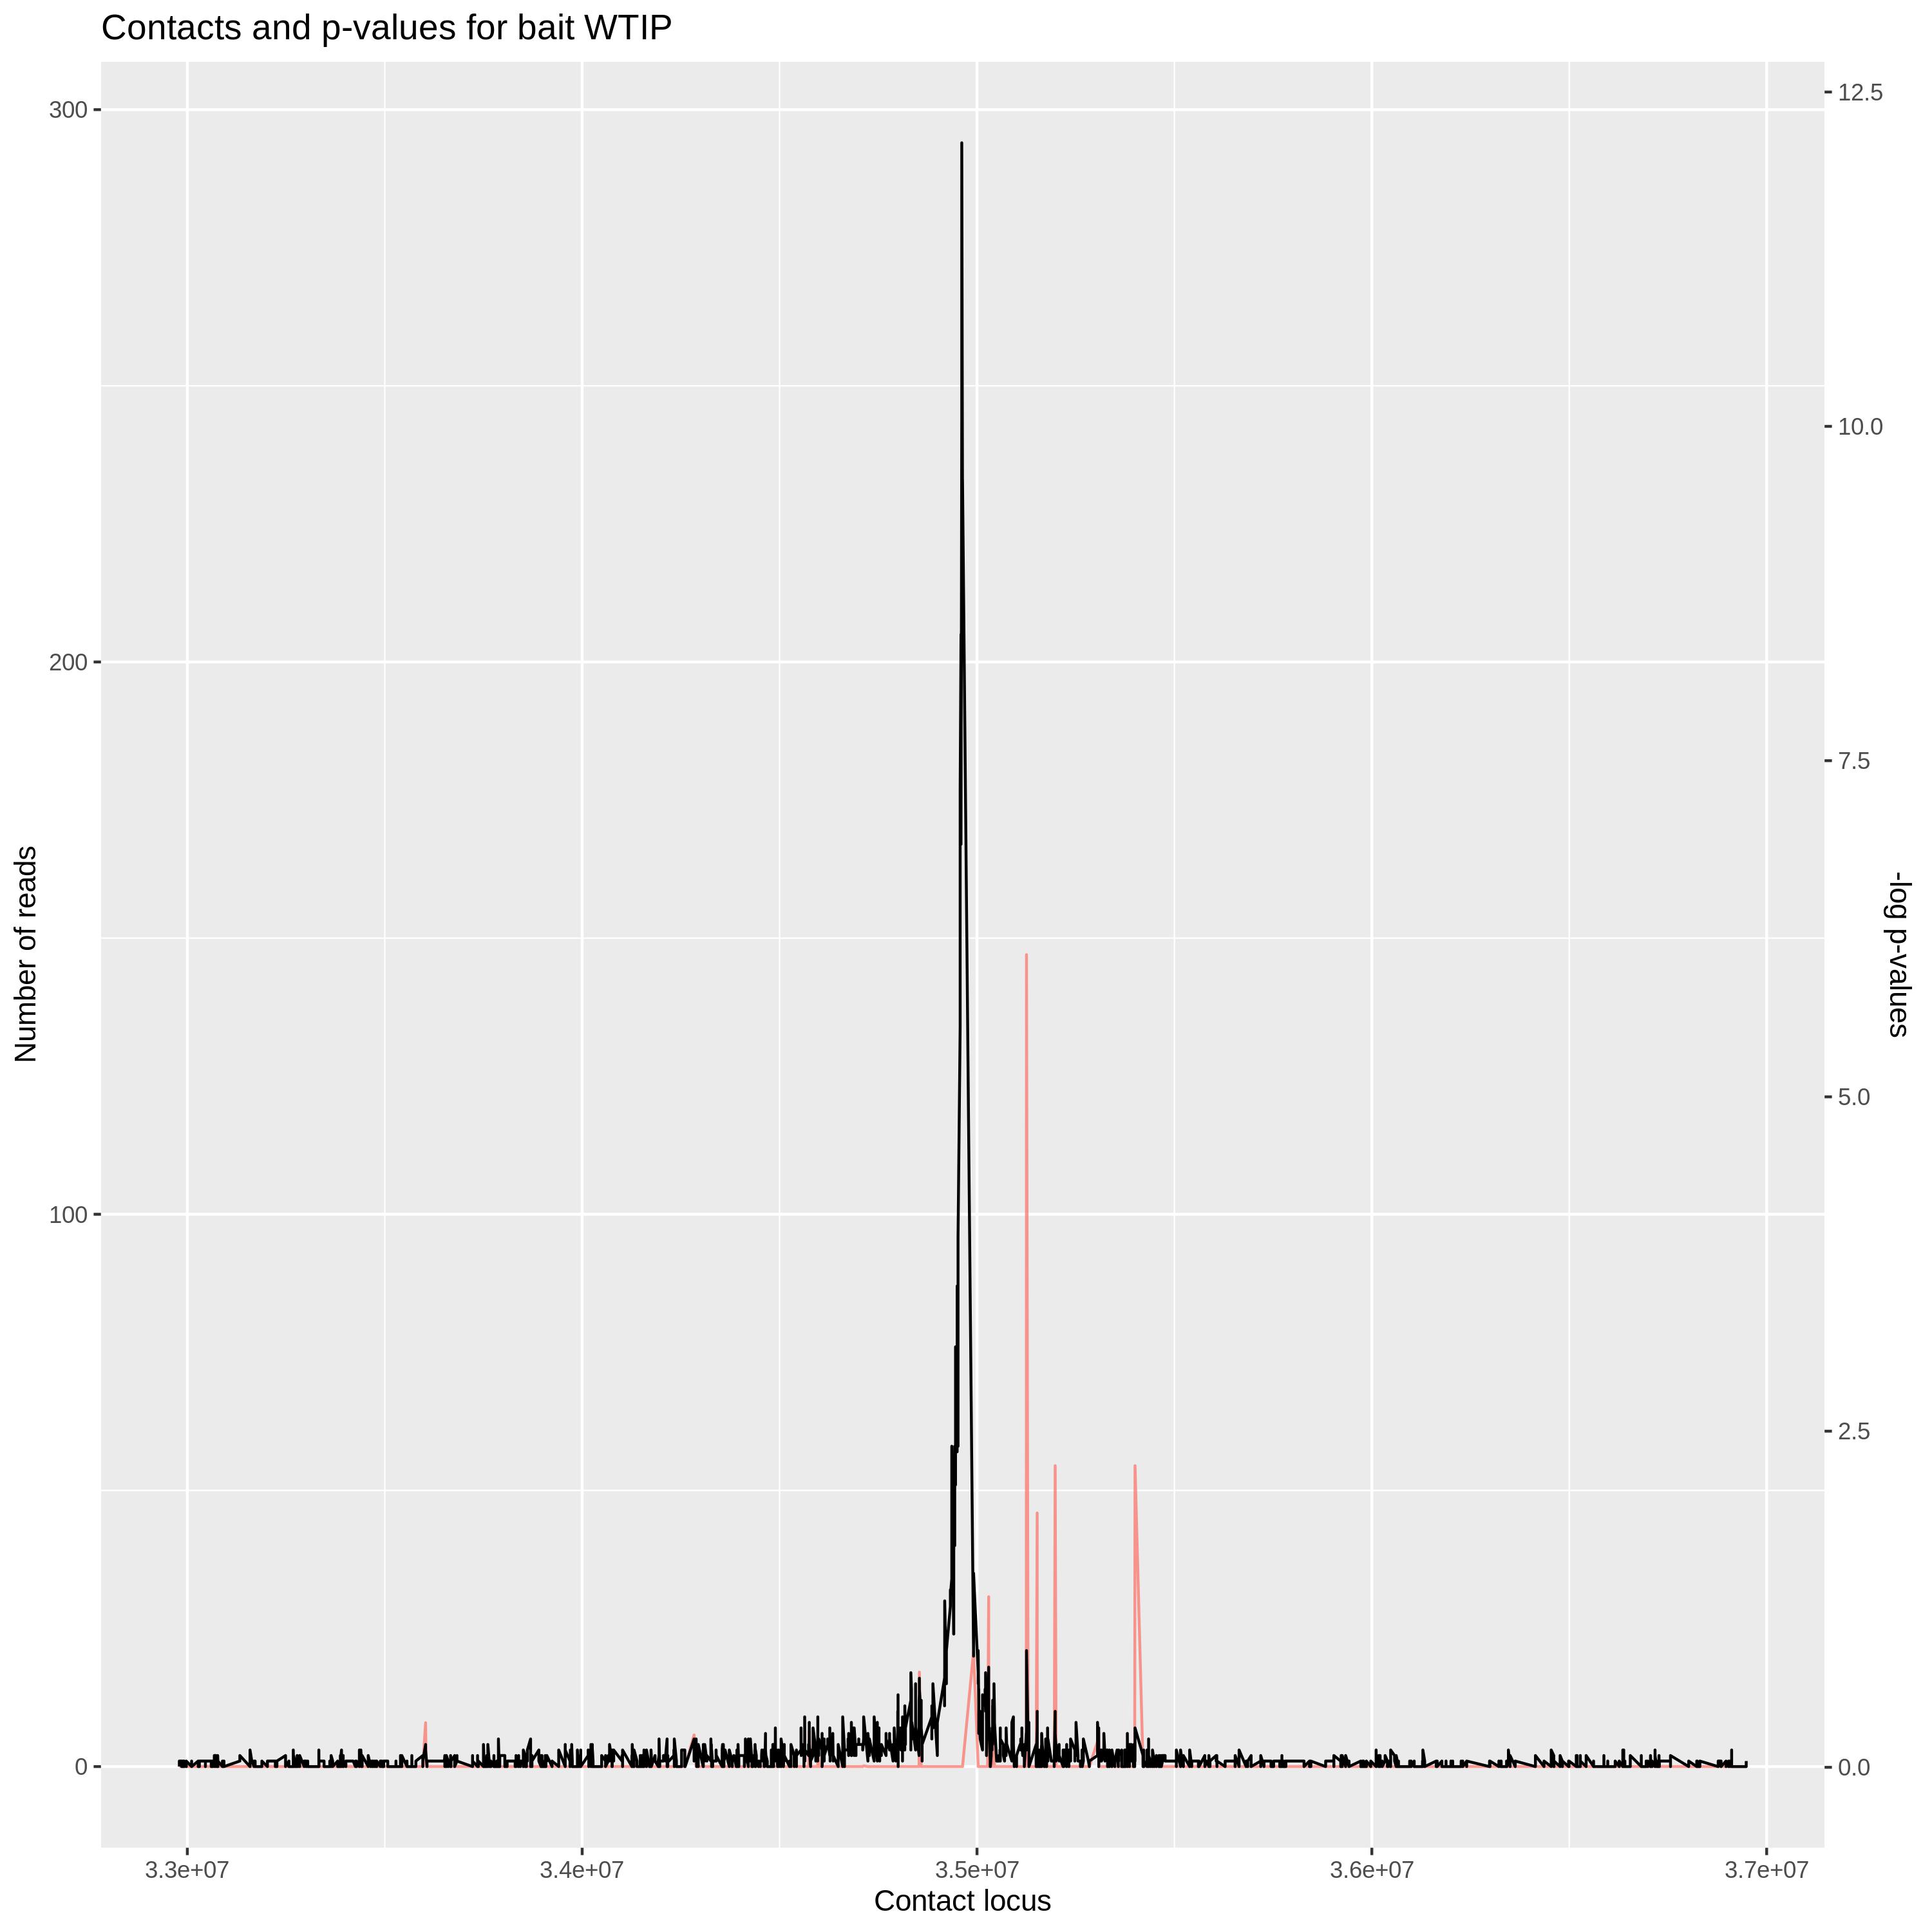 Contacts and p-values for bait WTIP
300
200
100
0
Number of reads
12.5
10.0
7.5
5.0
2.5
0.0
-log p-values
3.3e+07
3.4e+07
3.5e+07
3.6e+07
3.7e+07
Contact locus